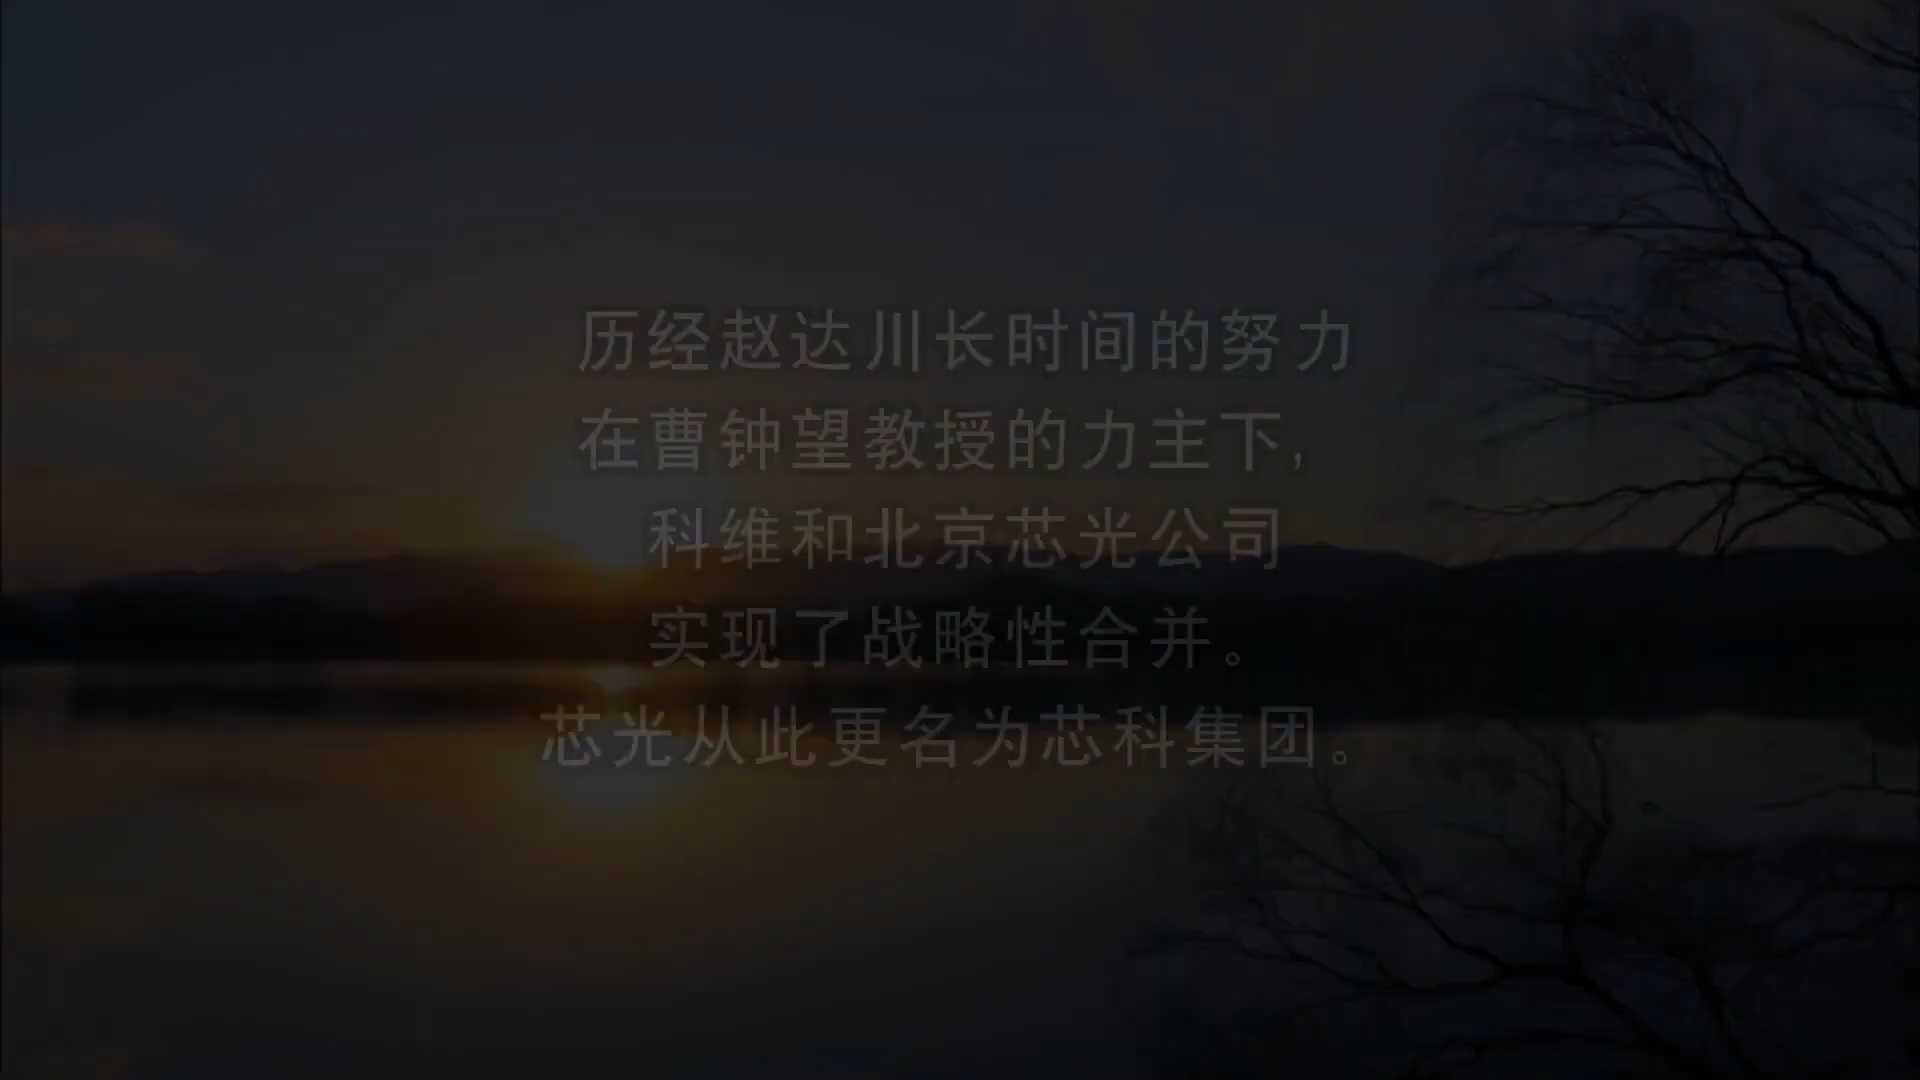 历经赵达川长时间的努力
在曹钟望教授的力主下,
科维和北京芯光公司
实现了战略性合并。
芯光从此更名为芯科集团。